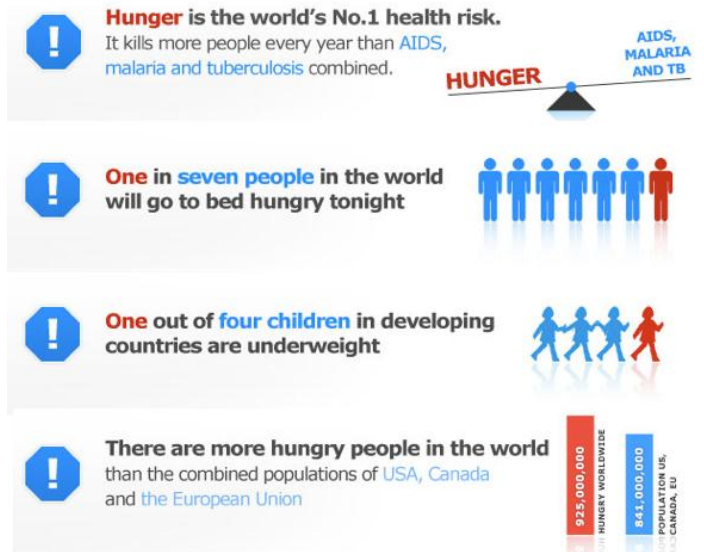 Hunger is the world's No.1 health risk.
It kills more people every year than AIDS,
malaria and tuberculosis combined.
HUNGER
AIDS,
MALARIA
AND TB
One in seven people in the world
will go to bed hungry tonight
One out of four children in developing
countries are underweight
There are more hungry people in the world
than the combined populations of USA, Canada
and the European Union
925,000,000
HUNGRY WORLDWIDE
841,000,000
POPULATION US,
CANADA, EU